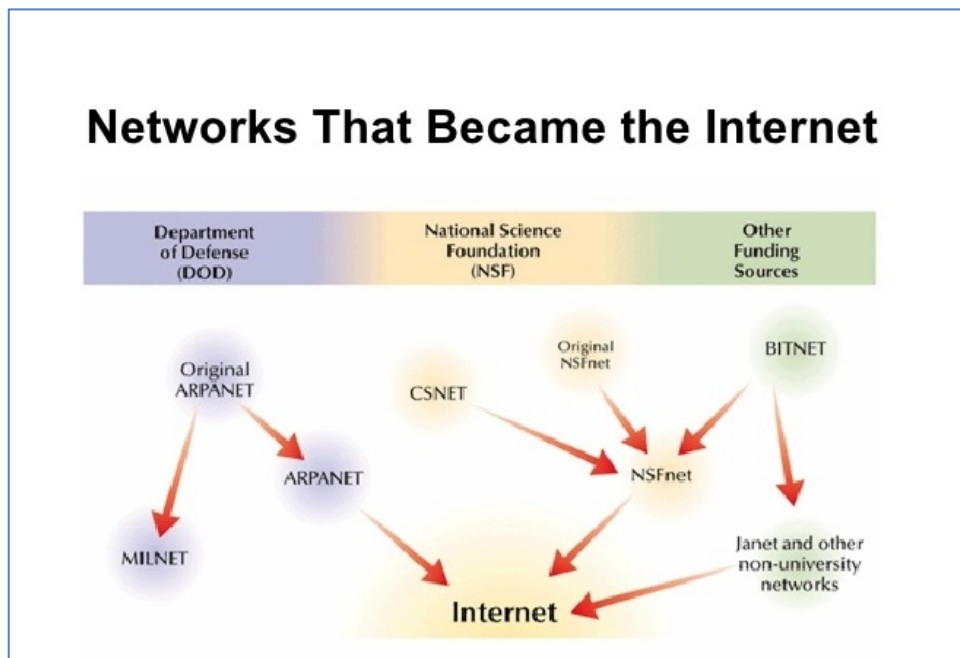 Networks That Became the Internet
Department
of Defense
(DOD)
National Science
Foundation
(NSF)
Other
Funding
Sources
Original
ARPANET
CSNET
Original
NSFnet
BITNET
ARPANET
NSFnet
MILNET
Janet and other
non-university
networks
Internet